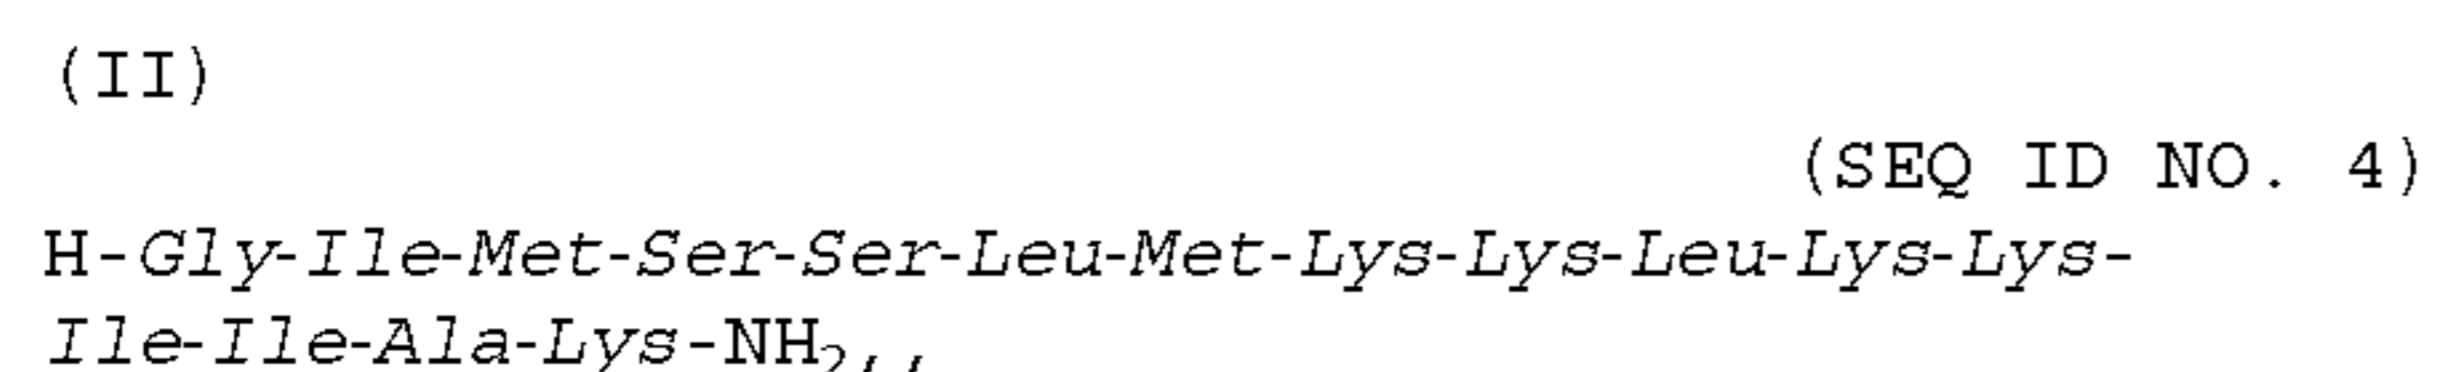 (II)
(SEQ ID NO. 4)
H-Gly-Ile-Met-Ser-Ser-Leu-Met-Lys-Lys-Leu-Lys-Lys-
Ile-Ile-Ala-Lys-NH₂,,